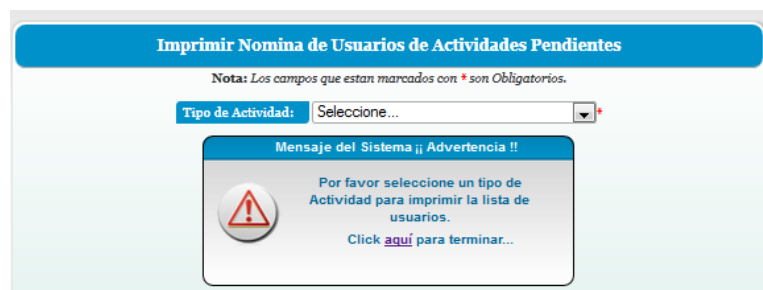 Imprimir Nomina de Usuarios de Actividades Pendientes
Nota: Los campos que estan marcados con * son Obligatorios.
Tipo de Actividad: Seleccione... *
Mensaje del Sistema ¡¡ Advertencia !!
Por favor seleccione un tipo de
Actividad para imprimir la lista de
usuarios.
Click aquí para terminar...